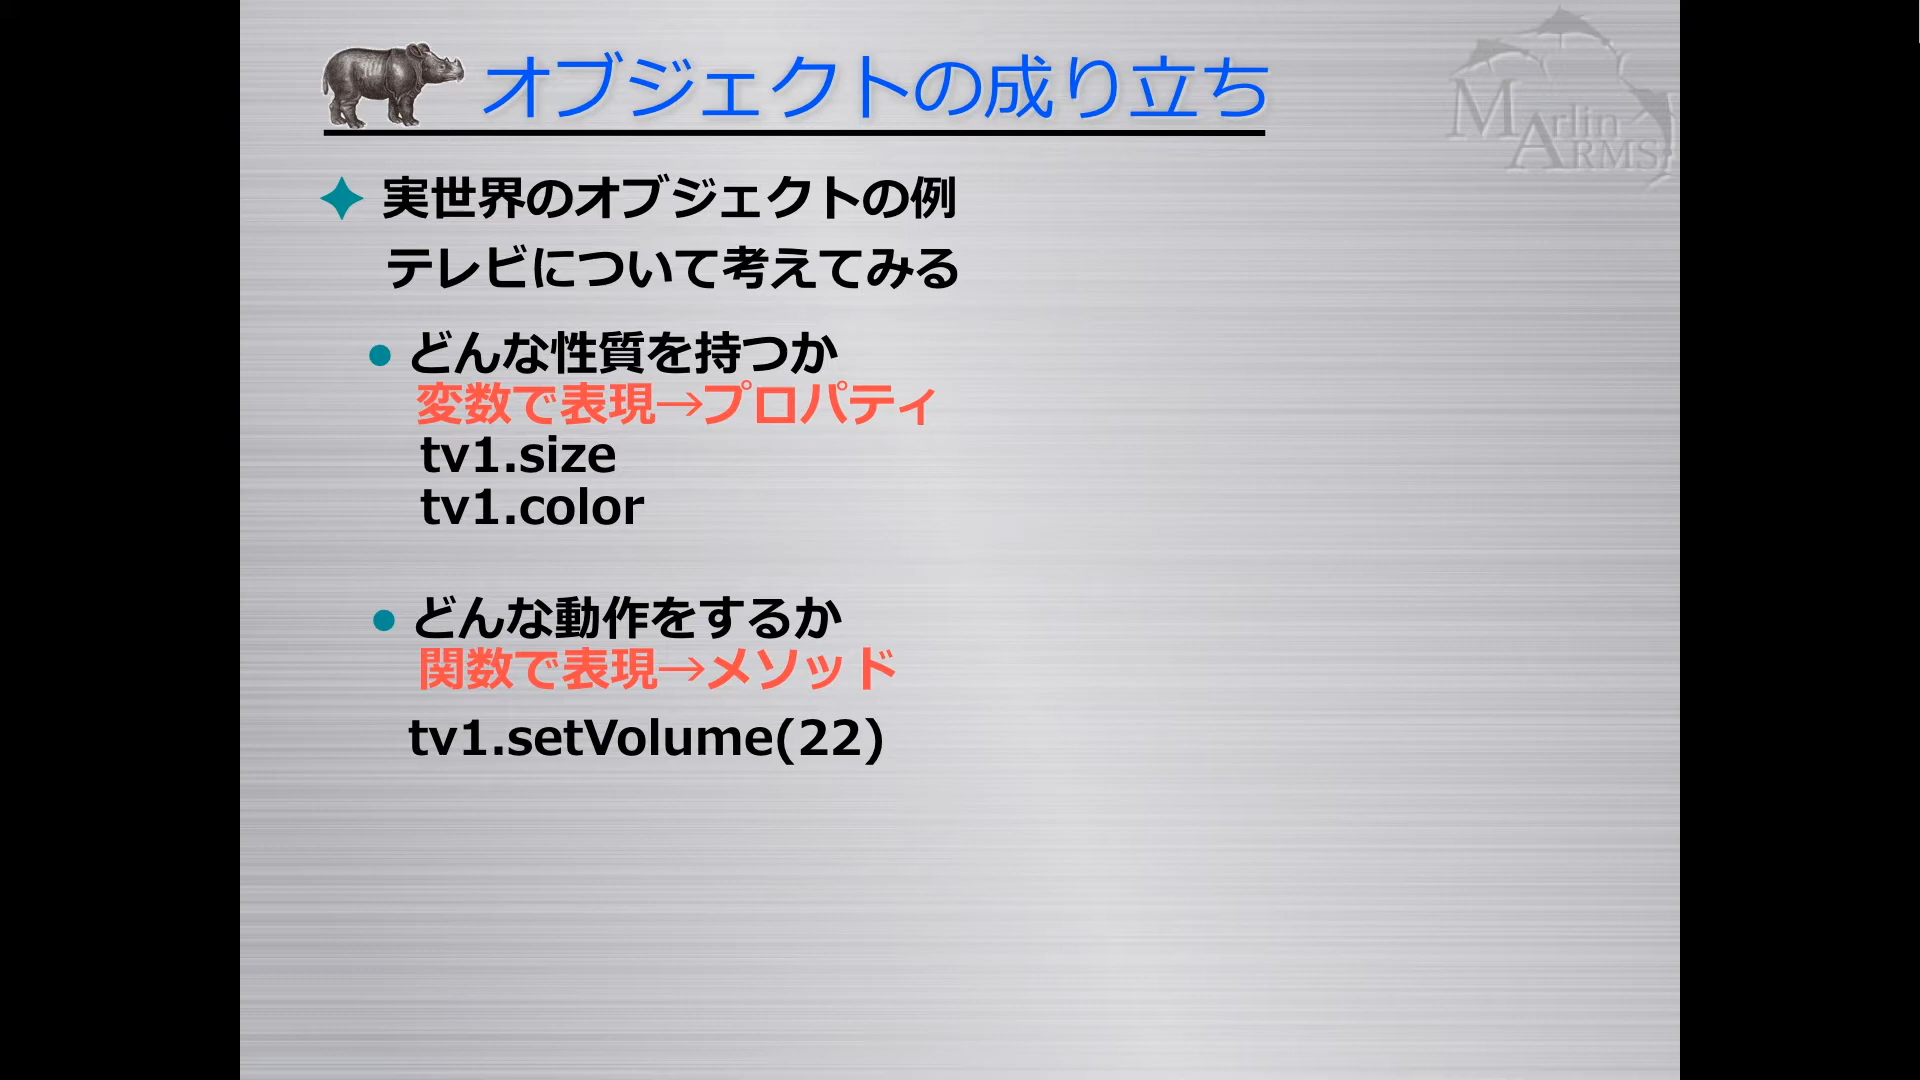 オブジェクトの成り立ち
Marlin
ARMS
実世界のオブジェクトの例
テレビについて考えてみる
どんな性質を持つか
変数で表現→プロパティ
tv1.size
tv1.color
どんな動作をするか
関数で表現→メソッド
tv1.setVolume(22)